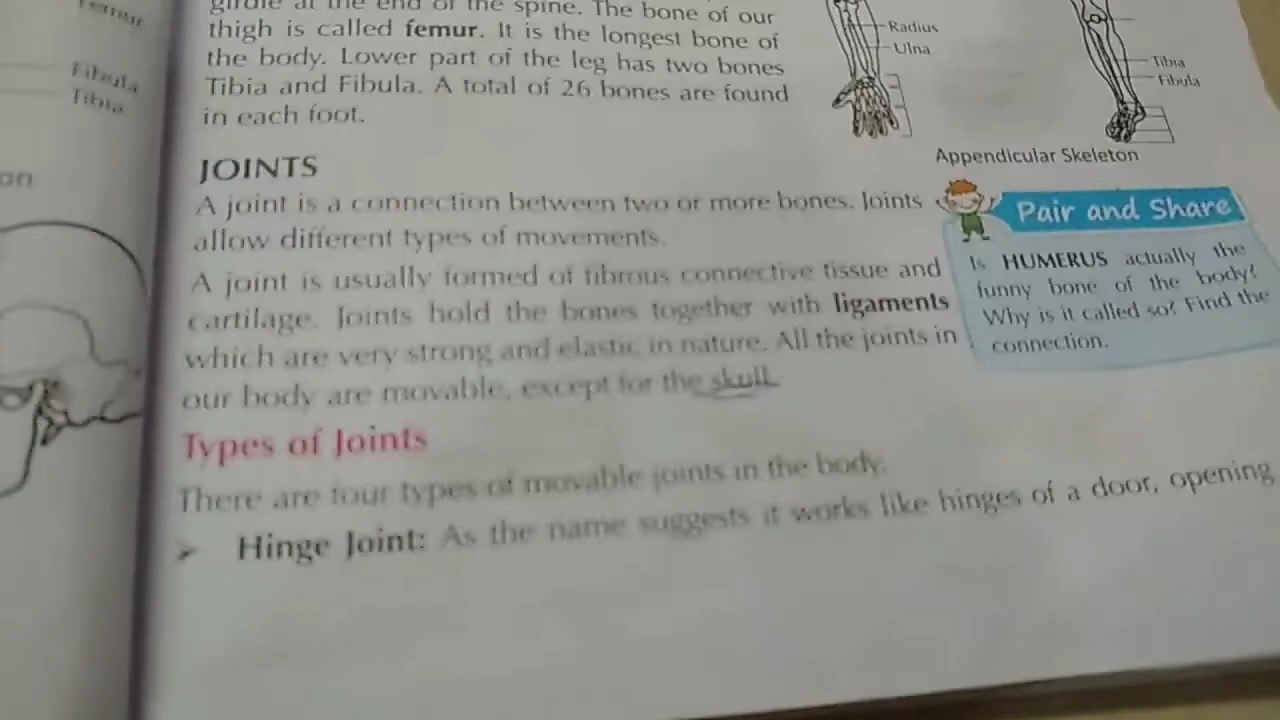 Femur
Fibula
Tibia
on
girdle at the end of the spine. The bone of our
thigh is called femur. It is the longest bone of
the body. Lower part of the leg has two bones
Tibia and Fibula. A total of 26 bones are found
in each foot.
Radius
Ulna
Tibia
Fibula
Appendicular Skeleton
JOINTS
A joint is a connection between two or more bones. Joints
allow different types of movements.
A joint is usually formed of fibrous connective tissue and
cartilage. Joints hold the bones together with ligaments
which are very strong and elastic in nature. All the joints in
our body are movable, except for the skull.
Pair and Share
Is HUMERUS actually the
funny bone of the body?
Why is it called so? Find the
connection.
Types of Joints
There are four types of movable joints in the body.
➢ Hinge Joint: As the name suggests it works like hinges of a door, opening